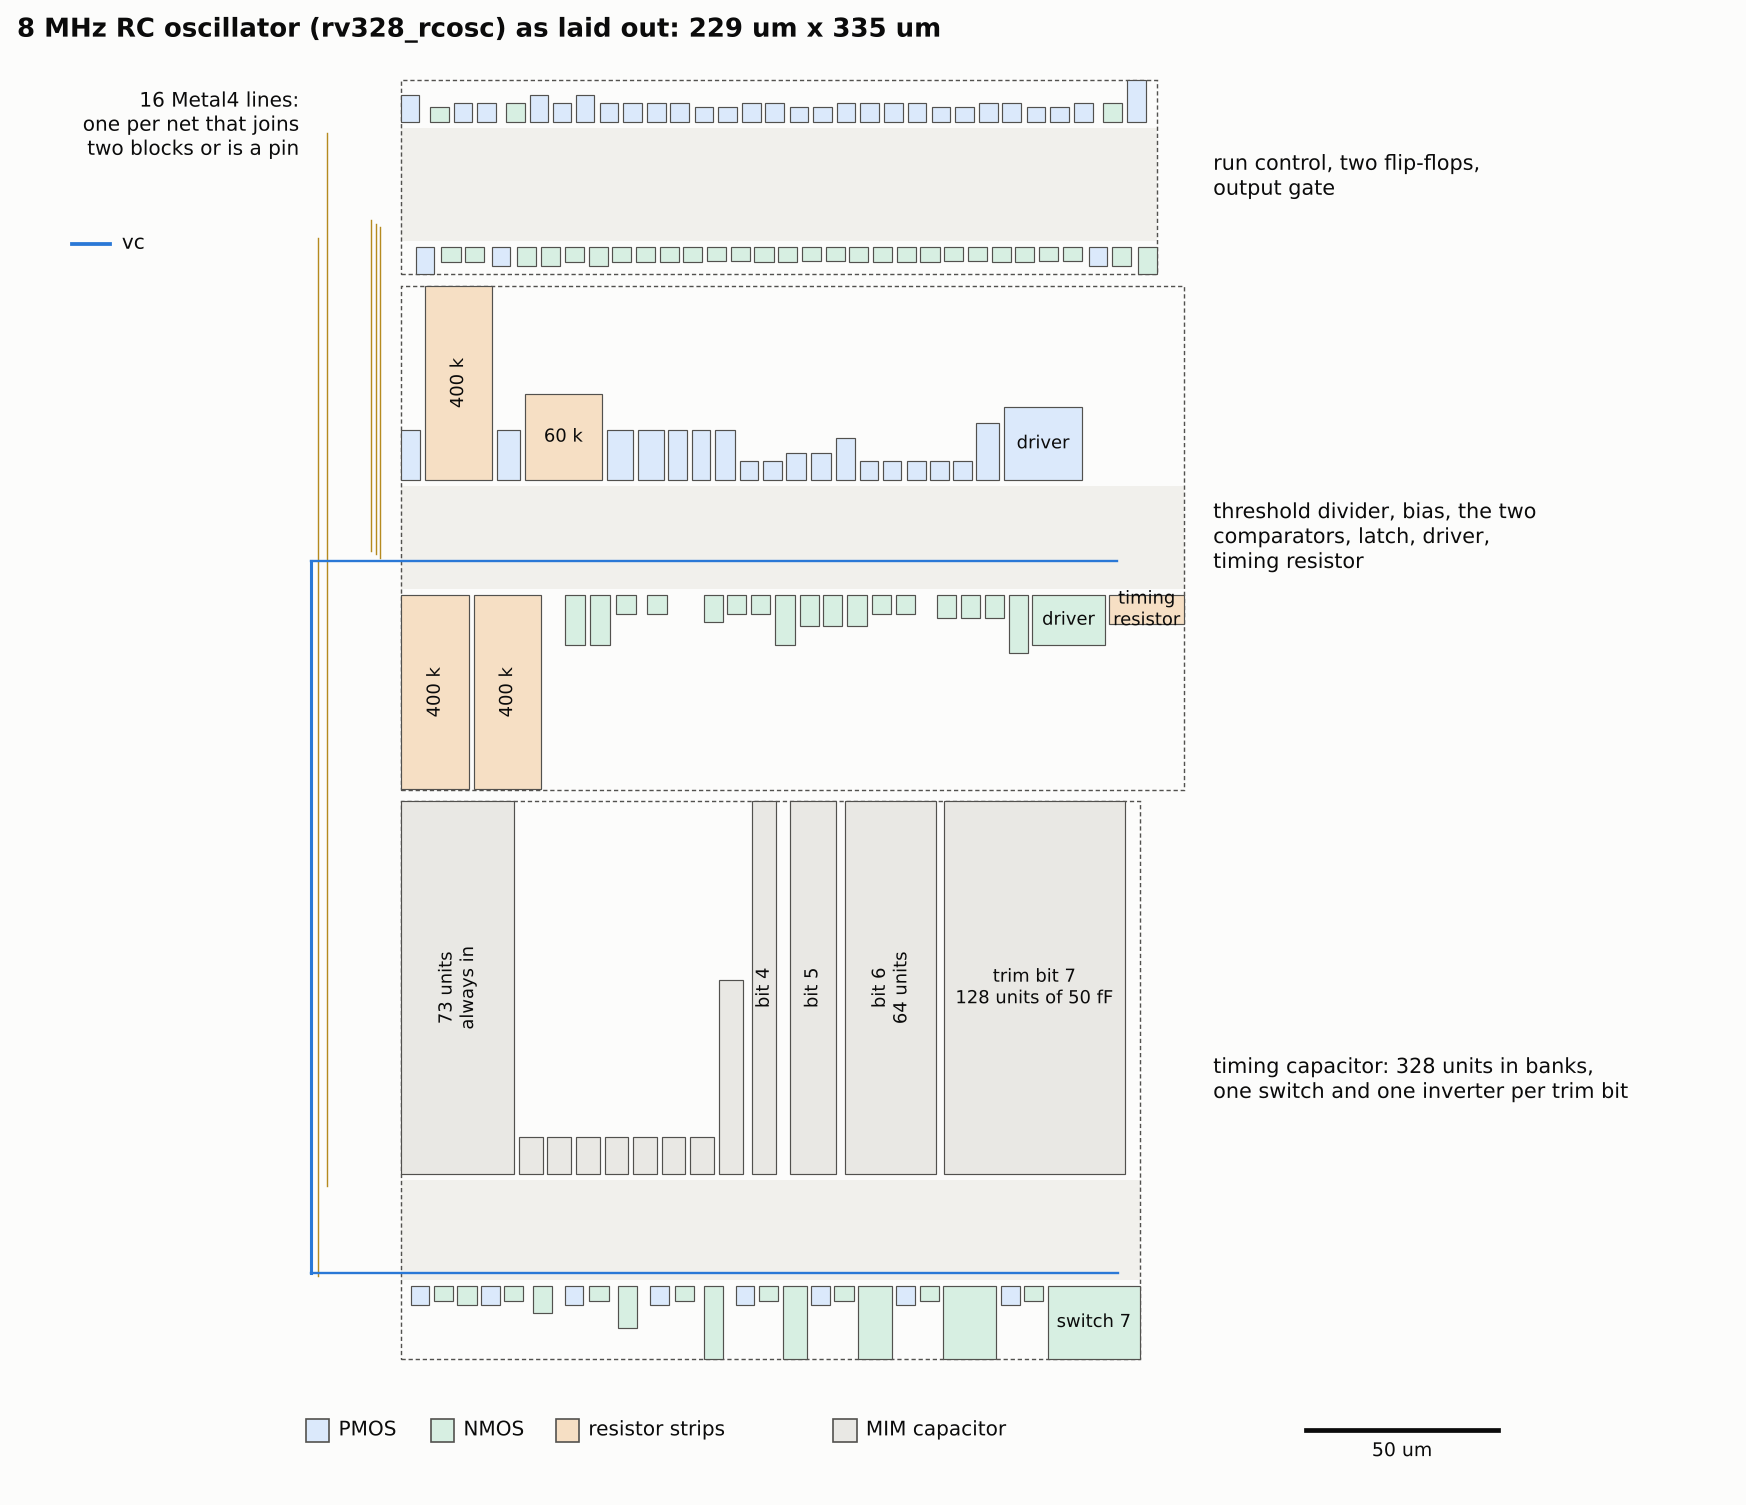 8 MHz RC oscillator (rv328_rcosc) as laid out: 229 um x 335 um
16 Metal4 lines:
one per net that joins
two blocks or is a pin
vc
run control, two flip-flops,
output gate
400 k
60 k
driver
threshold divider, bias, the two
comparators, latch, driver,
timing resistor
400 k
400 k
driver
timing
resistor
73 units
always in
bit 4
bit 5
bit 6
64 units
trim bit 7
128 units of 50 fF
timing capacitor: 328 units in banks,
one switch and one inverter per trim bit
switch 7
PMOS
NMOS
resistor strips
MIM capacitor
50 um